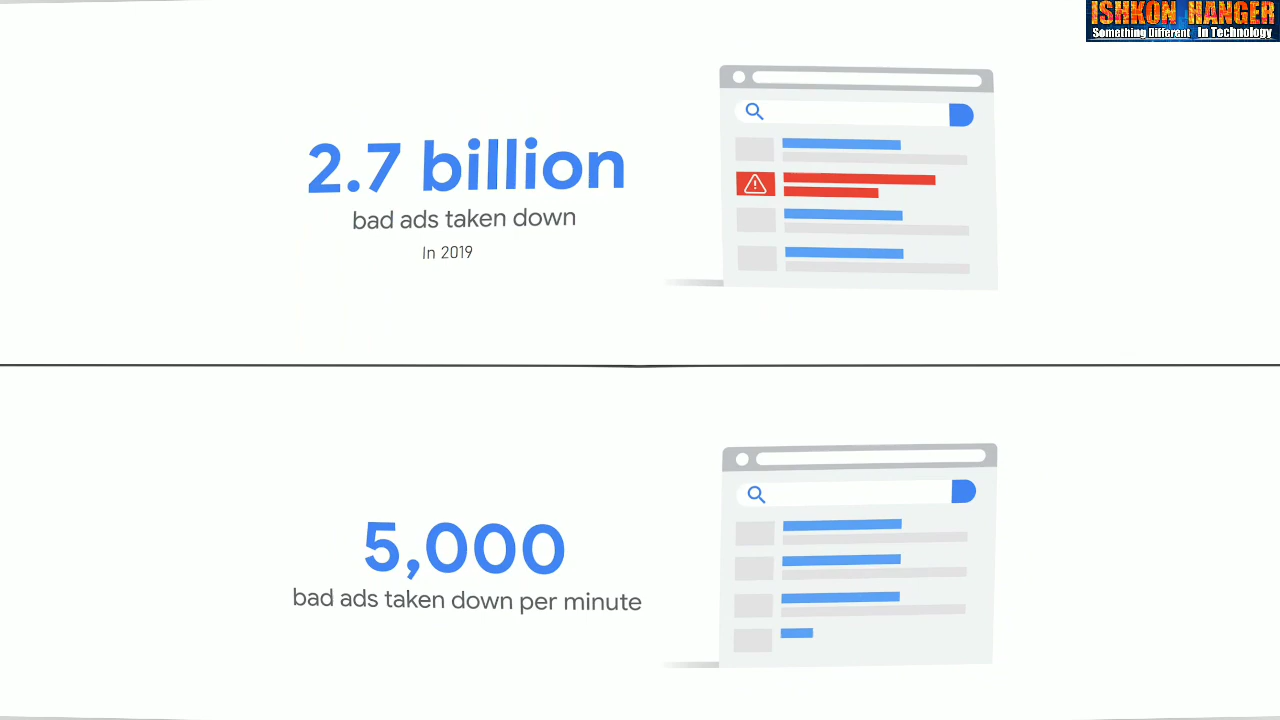 ISHKON HANGER
Something Different In Technology
2.7 billion
bad ads taken down
In 2019
5,000
bad ads taken down per minute